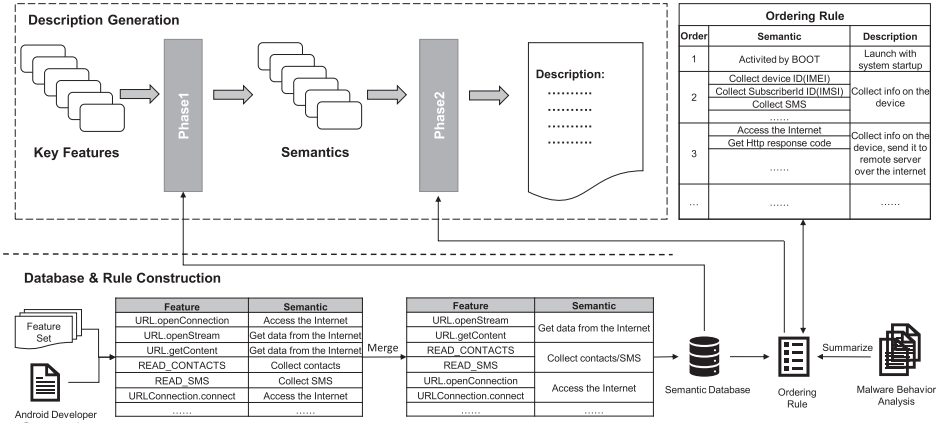 Description Generation
Key Features
Phase1
Semantics
Phase2
Description:
..........
..........
..........
..........
Ordering Rule
Order Semantic Description
1 Activited by BOOT Launch with system startup
2 Collect device ID(IMEI) Collect info on the device
Collect SubscriberId ID(IMSI)
Collect SMS
......
3 Access the Internet Collect info on the device, send it to remote server over the internet
Get Http response code
......
... ...... ......
Database & Rule Construction
Feature Set
Android Developer
Feature Semantic
URL.openConnection Access the Internet
URL.openStream Get data from the Internet
URL.getContent Get data from the Internet
READ_CONTACTS Collect contacts
READ_SMS Collect SMS
URLConnection.connect Access the Internet
...... ......
Merge
Feature Semantic
URL.openStream Get data from the Internet
URL.getContent
READ_CONTACTS Collect contacts/SMS
READ_SMS
URL.openConnection Access the Internet
URLConnection.connect
...... ......
Semantic Database
Ordering Rule
Summarize
Malware Behavior Analysis